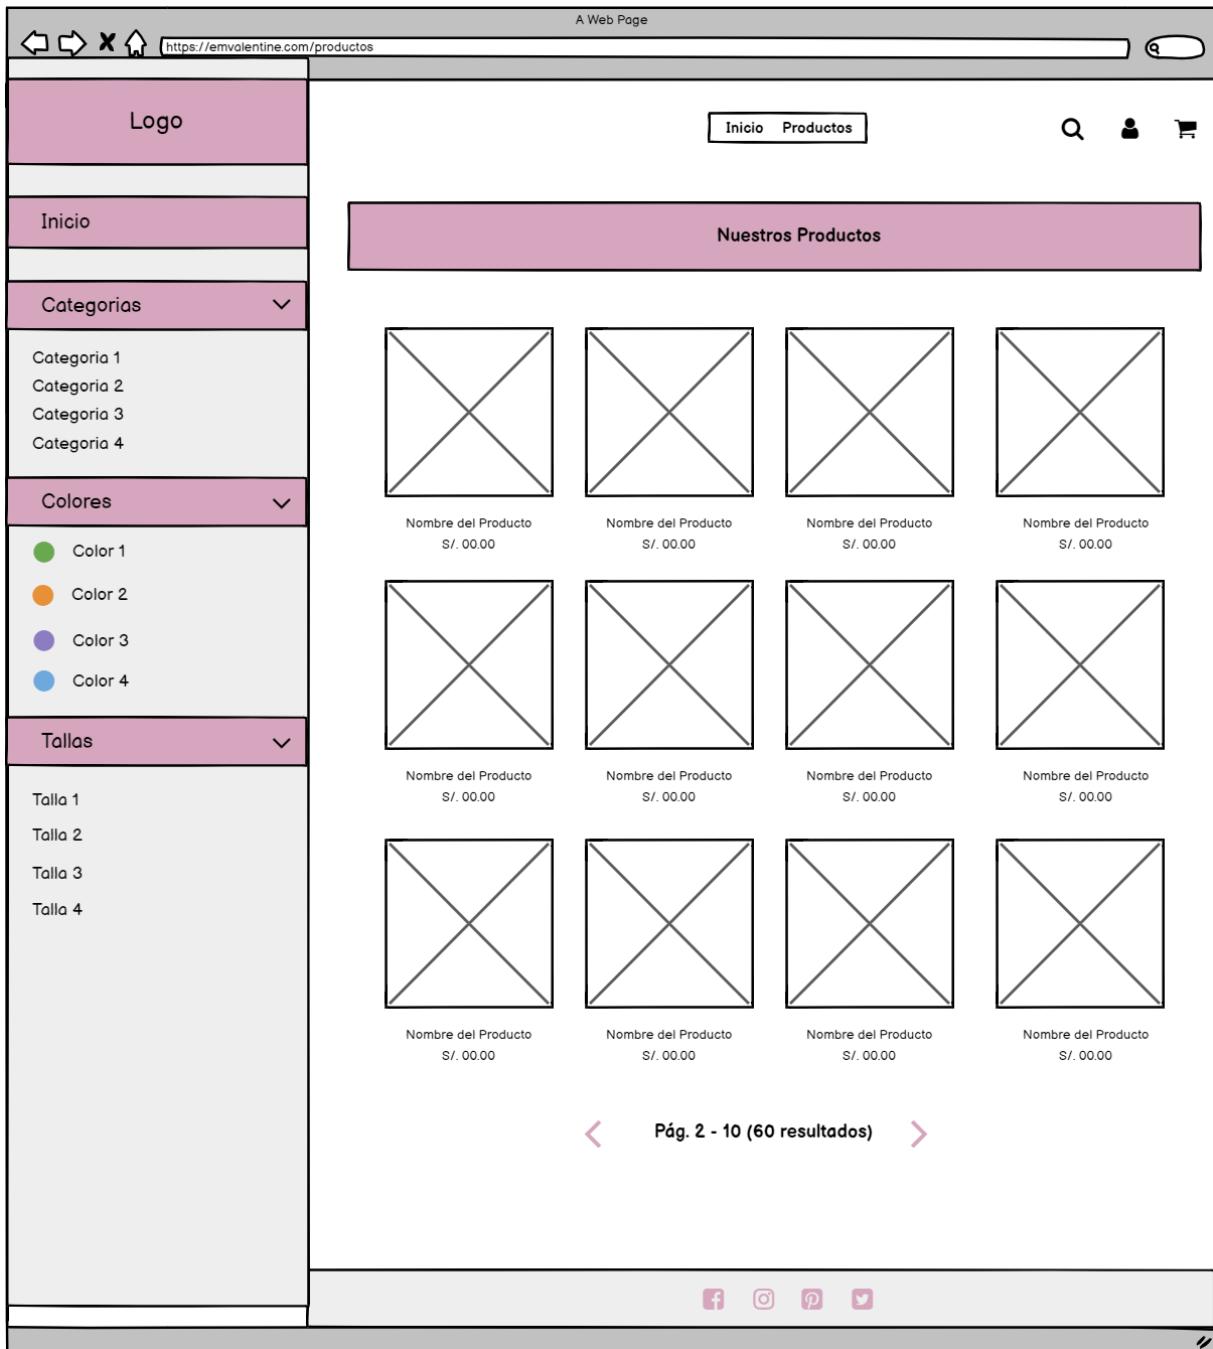 A Web Page
https://emvalentine.com/productos
Logo
Inicio Productos
Inicio
Nuestros Productos
Categorias
Categoria 1
Categoria 2
Categoria 3
Categoria 4
Colores
Color 1
Color 2
Color 3
Color 4
Tallas
Talla 1
Talla 2
Talla 3
Talla 4
Nombre del Producto Nombre del Producto Nombre del Producto Nombre del Producto
S/. 00.00 S/. 00.00 S/. 00.00 S/. 00.00
Nombre del Producto Nombre del Producto Nombre del Producto Nombre del Producto
S/. 00.00 S/. 00.00 S/. 00.00 S/. 00.00
Nombre del Producto Nombre del Producto Nombre del Producto Nombre del Producto
S/. 00.00 S/. 00.00 S/. 00.00 S/. 00.00
Pág. 2 - 10 (60 resultados)